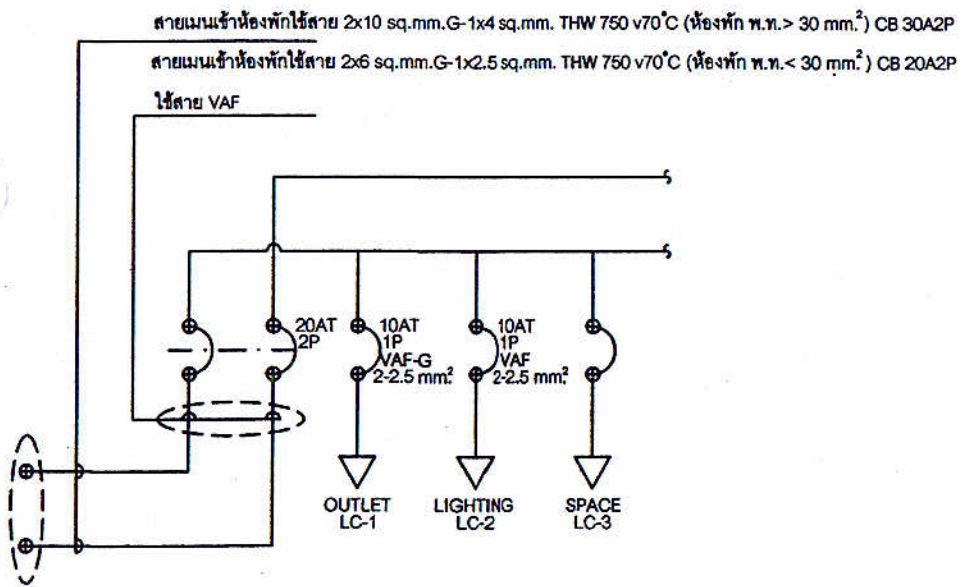 สายเมนเข้าห้องพักใช้สาย 2x10 sq.mm.G-1x4 sq.mm. THW 750 v70°C (ห้องพัก พ.ท.> 30 mm.²) CB 30A2P
สายเมนเข้าห้องพักใช้สาย 2x6 sq.mm.G-1x2.5 sq.mm. THW 750 v70°C (ห้องพัก พ.ท.< 30 mm.²) CB 20A2P
ใช้สาย VAF
20AT
2P
10AT
1P
VAF-G
2-2.5 mm.²
10AT
1P
VAF
2-2.5 mm.²
OUTLET
LC-1
LIGHTING
LC-2
SPACE
LC-3